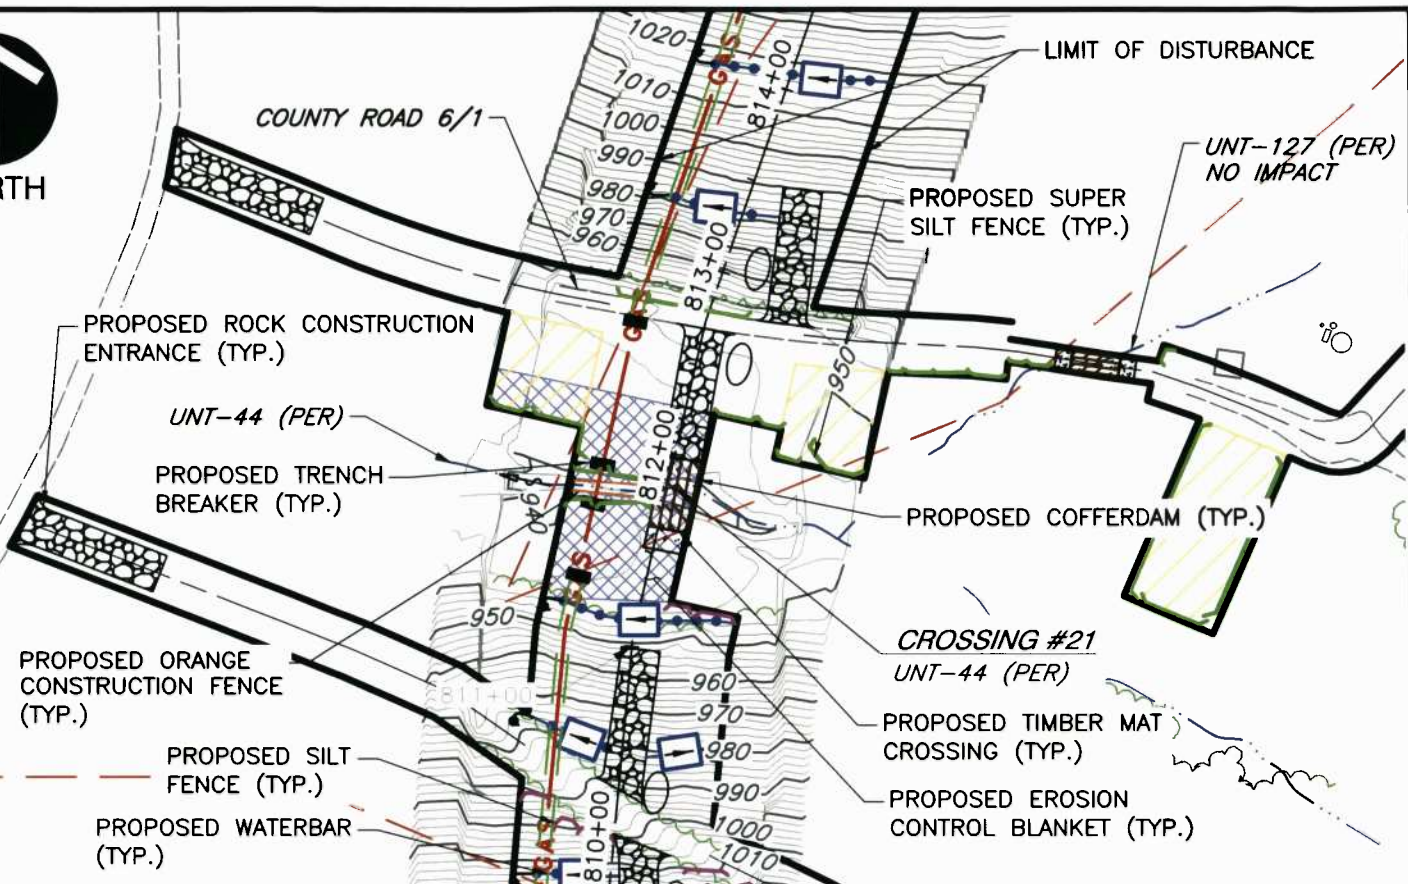 1020
GAS
814+00
LIMIT OF DISTURBANCE
1010
COUNTY ROAD 6/1
1000
UNT-127 (PER)
NO IMPACT
990
980
RTH
PROPOSED SUPER
SILT FENCE (TYP.)
970
960
813+00
GAS
PROPOSED ROCK CONSTRUCTION
ENTRANCE (TYP.)
950
UNT-44 (PER)
812+00
PROPOSED TRENCH
BREAKER (TYP.)
940
PROPOSED COFFERDAM (TYP.)
GAS
950
CROSSING #21
UNT-44 (PER)
PROPOSED ORANGE
CONSTRUCTION FENCE
(TYP.)
811+00
960
970
PROPOSED TIMBER MAT
CROSSING (TYP.)
980
PROPOSED SILT
FENCE (TYP.)
990
PROPOSED EROSION
CONTROL BLANKET (TYP.)
810+00
1000
PROPOSED WATERBAR
(TYP.)
GAS
1010